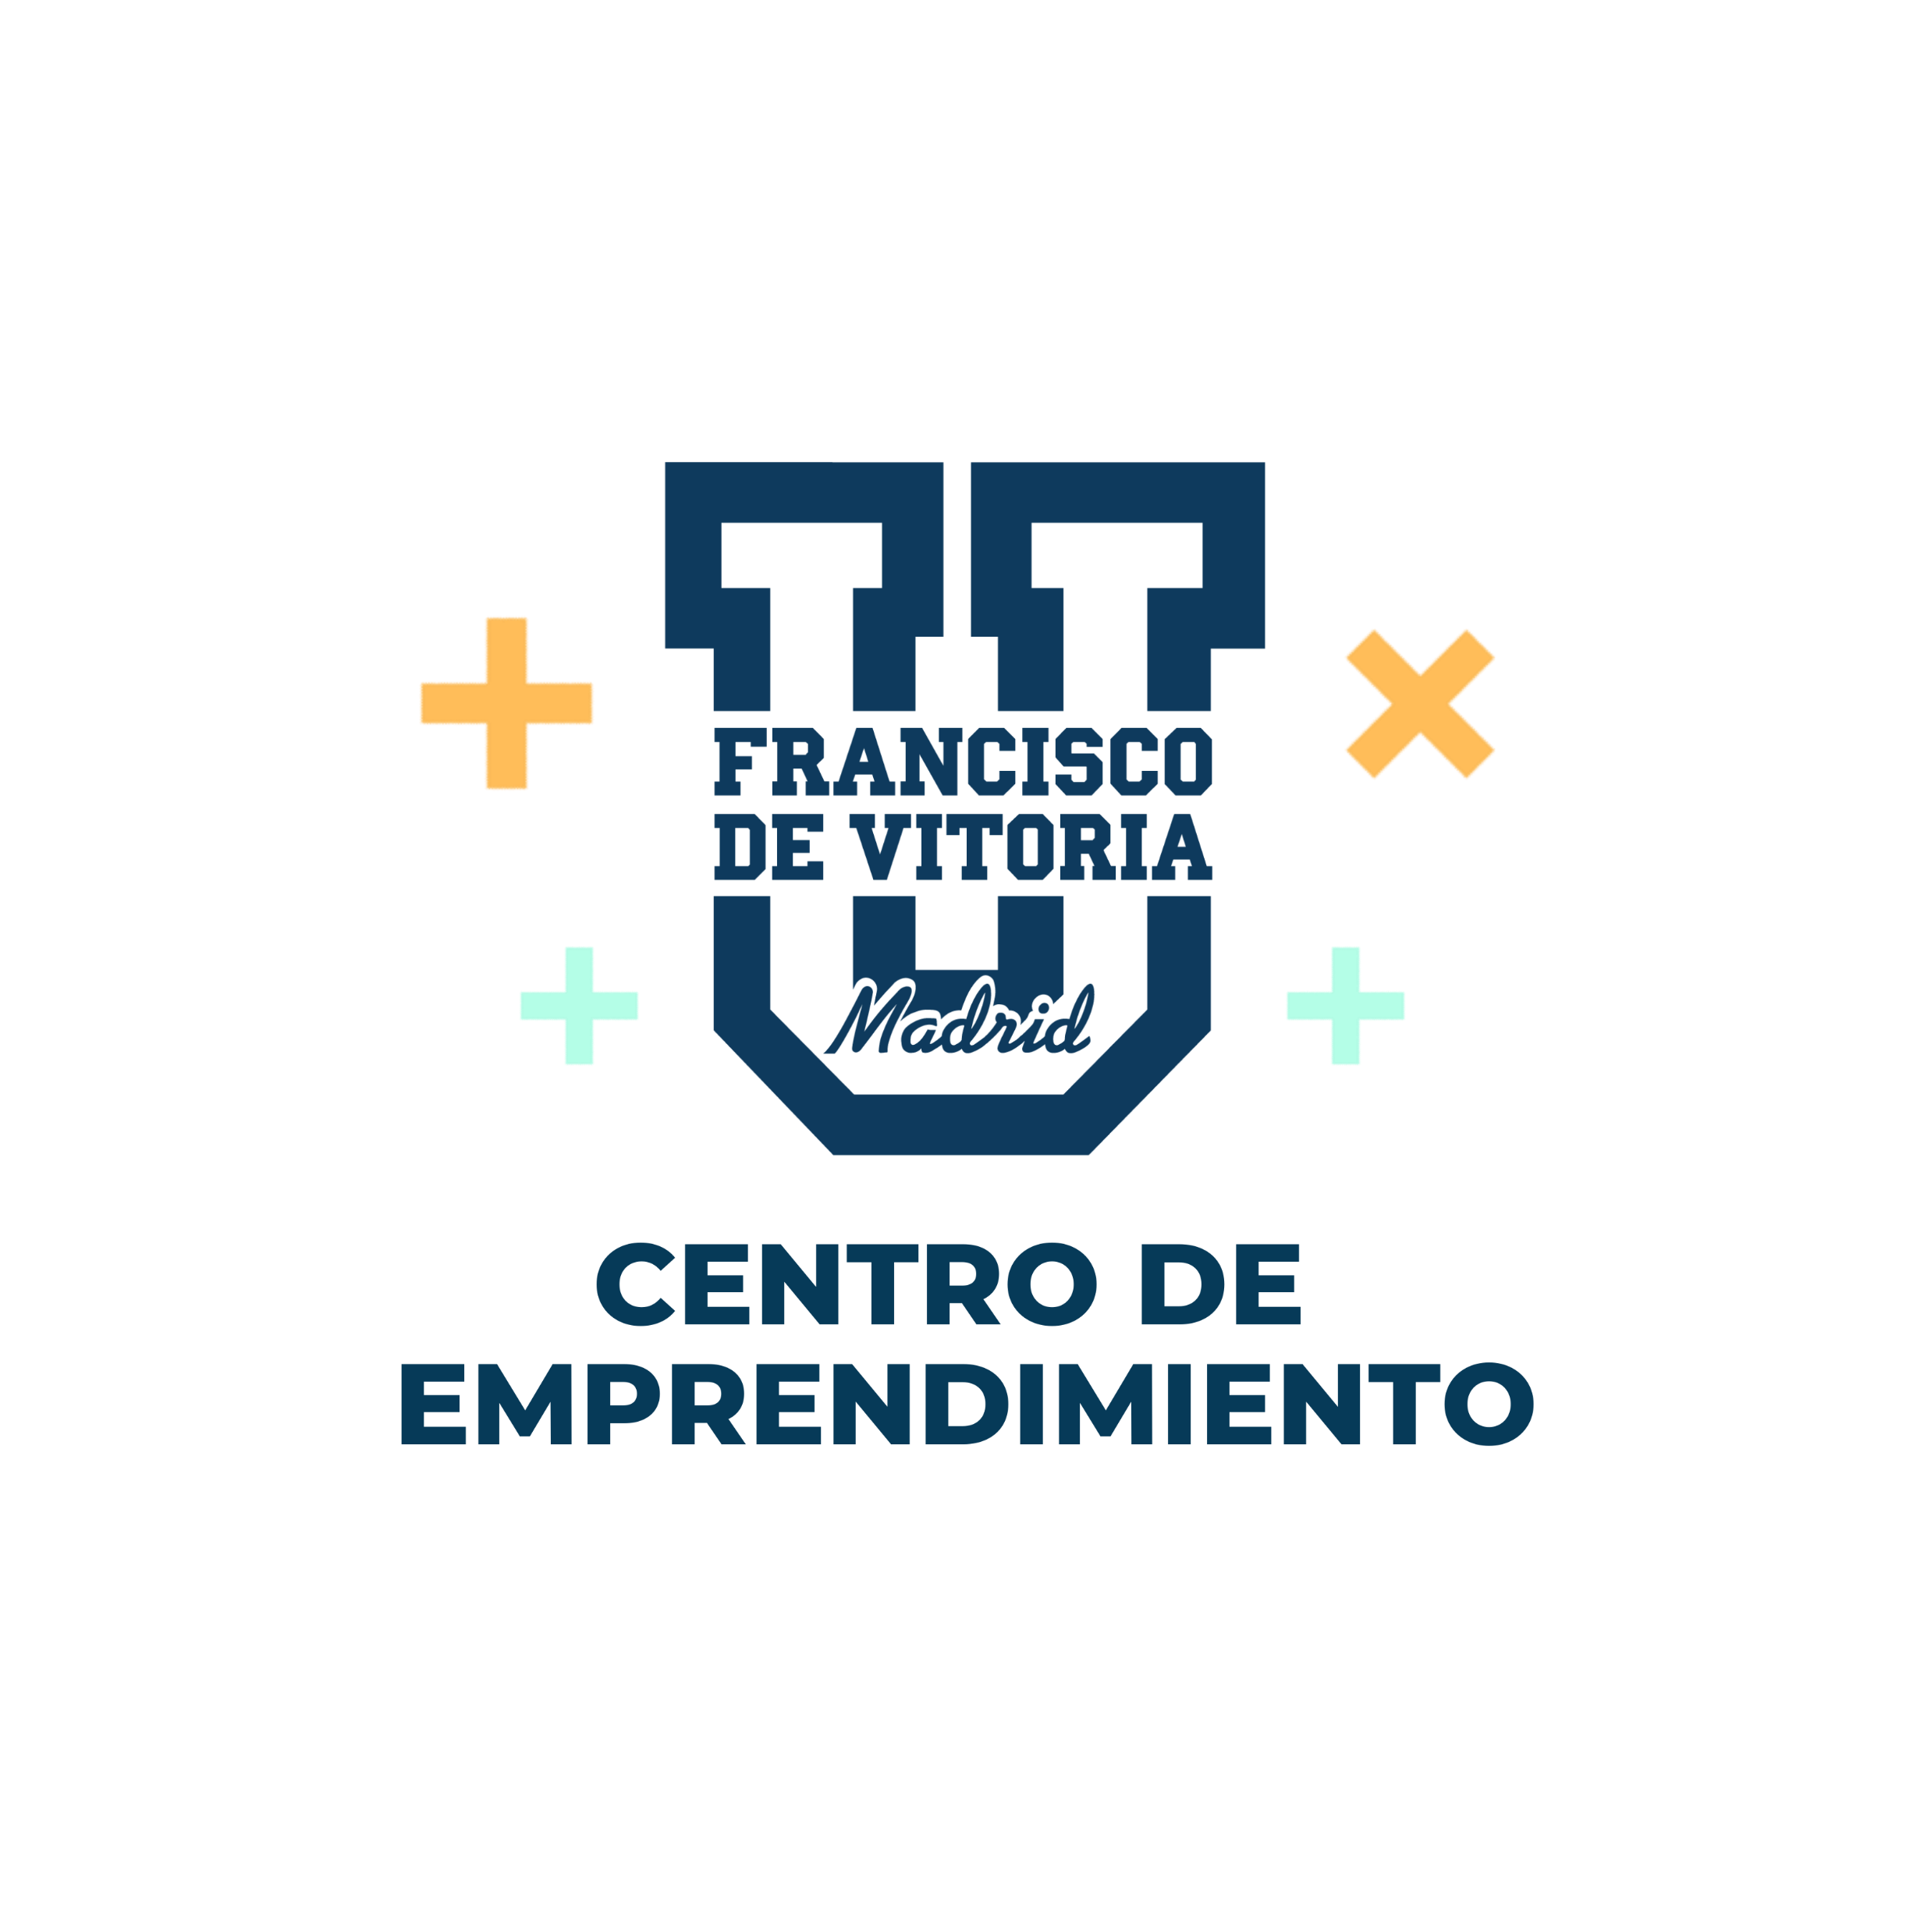 FRANCISCO
DE VITORIA
Madrid
CENTRO DE
EMPRENDIMIENTO